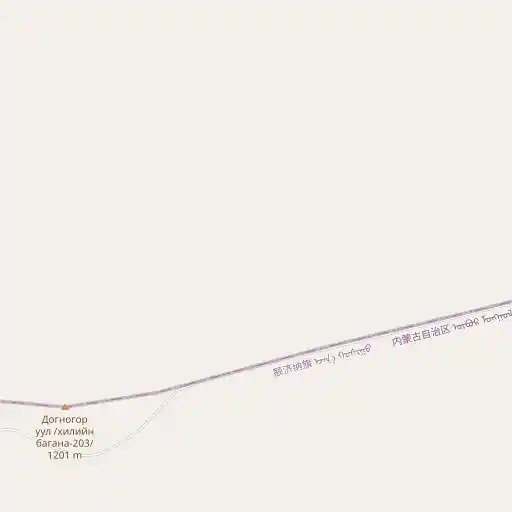 内蒙古自治区
额济纳旗
Догногор
уул /хилийн
багана-203/
1201 m